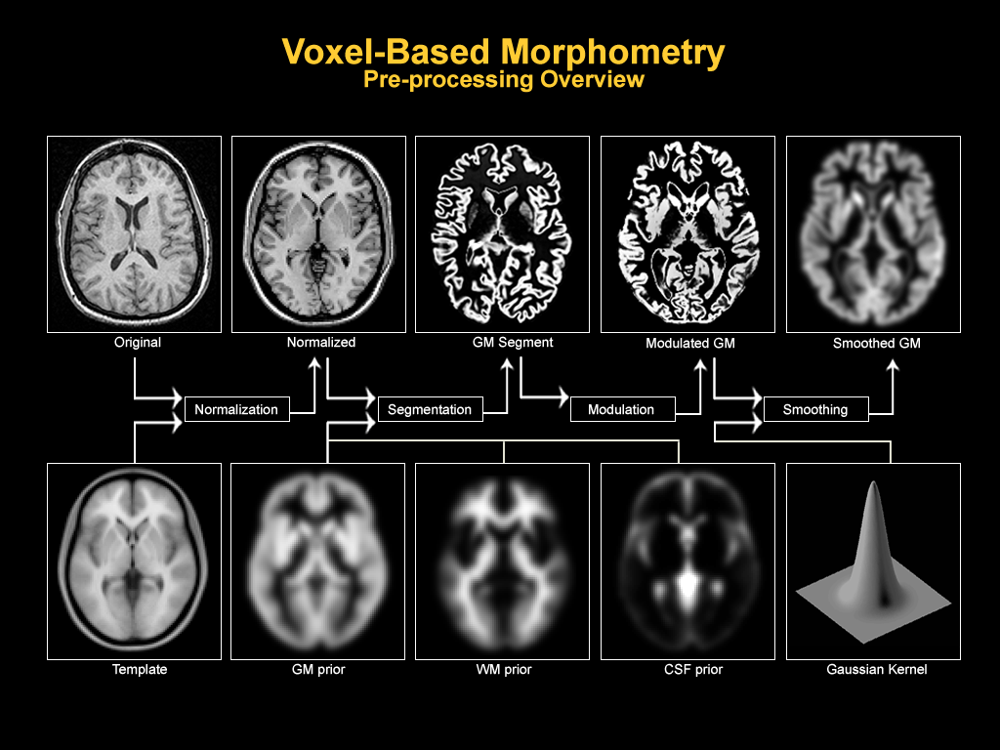 Voxel-Based Morphometry
Pre-processing Overview
Original
Normalized
GM Segment
Modulated GM
Smoothed GM
Normalization
Segmentation
Modulation
Smoothing
Template
GM prior
WM prior
CSF prior
Gaussian Kernel